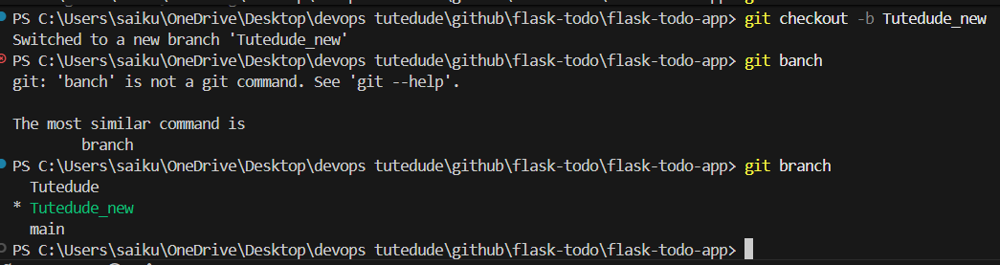 PS C:\Users\saiku\OneDrive\Desktop\devops tutedude\github\flask-todo\flask-todo-app> git checkout -b Tutedude_new
Switched to a new branch 'Tutedude_new'
PS C:\Users\saiku\OneDrive\Desktop\devops tutedude\github\flask-todo\flask-todo-app> git banch
git: 'banch' is not a git command. See 'git --help'.

The most similar command is
        branch
PS C:\Users\saiku\OneDrive\Desktop\devops tutedude\github\flask-todo\flask-todo-app> git branch
  Tutedude
* Tutedude_new
  main
PS C:\Users\saiku\OneDrive\Desktop\devops tutedude\github\flask-todo\flask-todo-app>